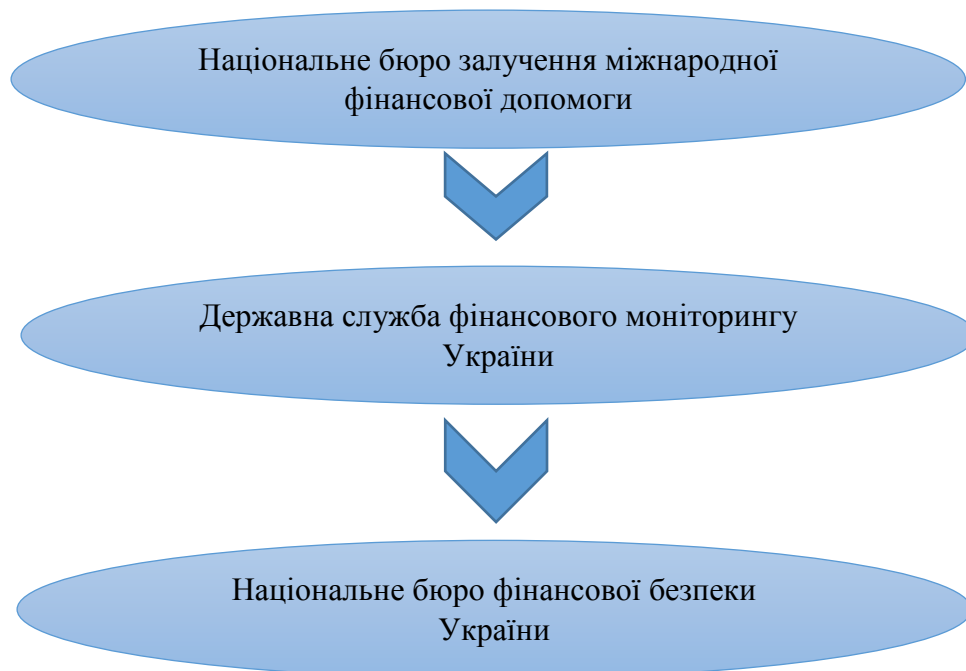 Національне бюро залучення міжнародної
фінансової допомоги
Державна служба фінансового моніторингу
України
Національне бюро фінансової безпеки
України